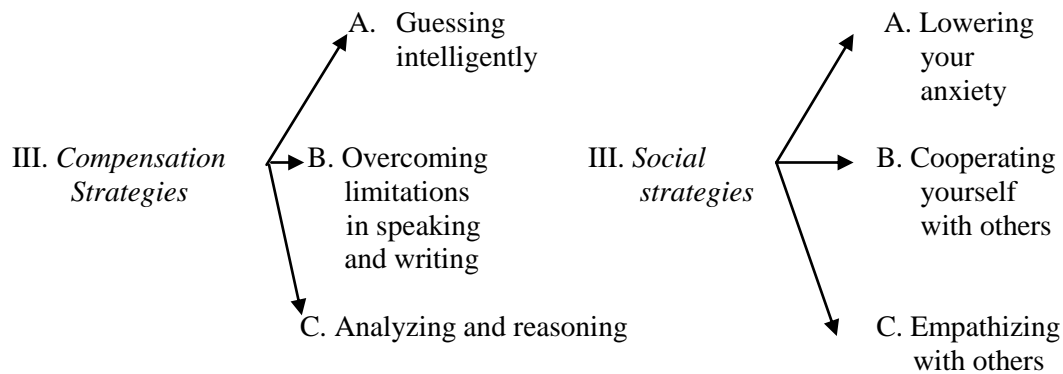 A. Guessing
intelligently
III. Compensation
Strategies
B. Overcoming
limitations
in speaking
and writing
C. Analyzing and reasoning
A. Lowering
your
anxiety
III. Social
strategies
B. Cooperating
yourself
with others
C. Empathizing
with others